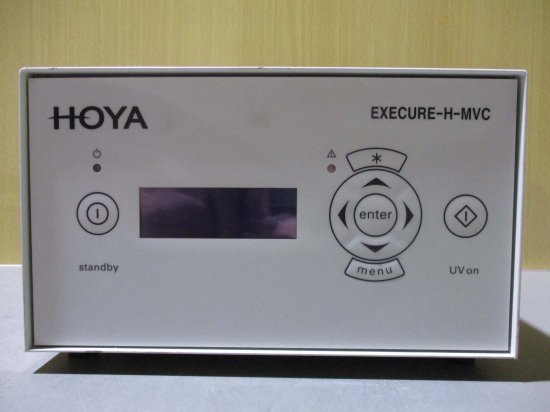 HOYA
EXECURE-H-MVC
*
enter
menu
standby
UV on